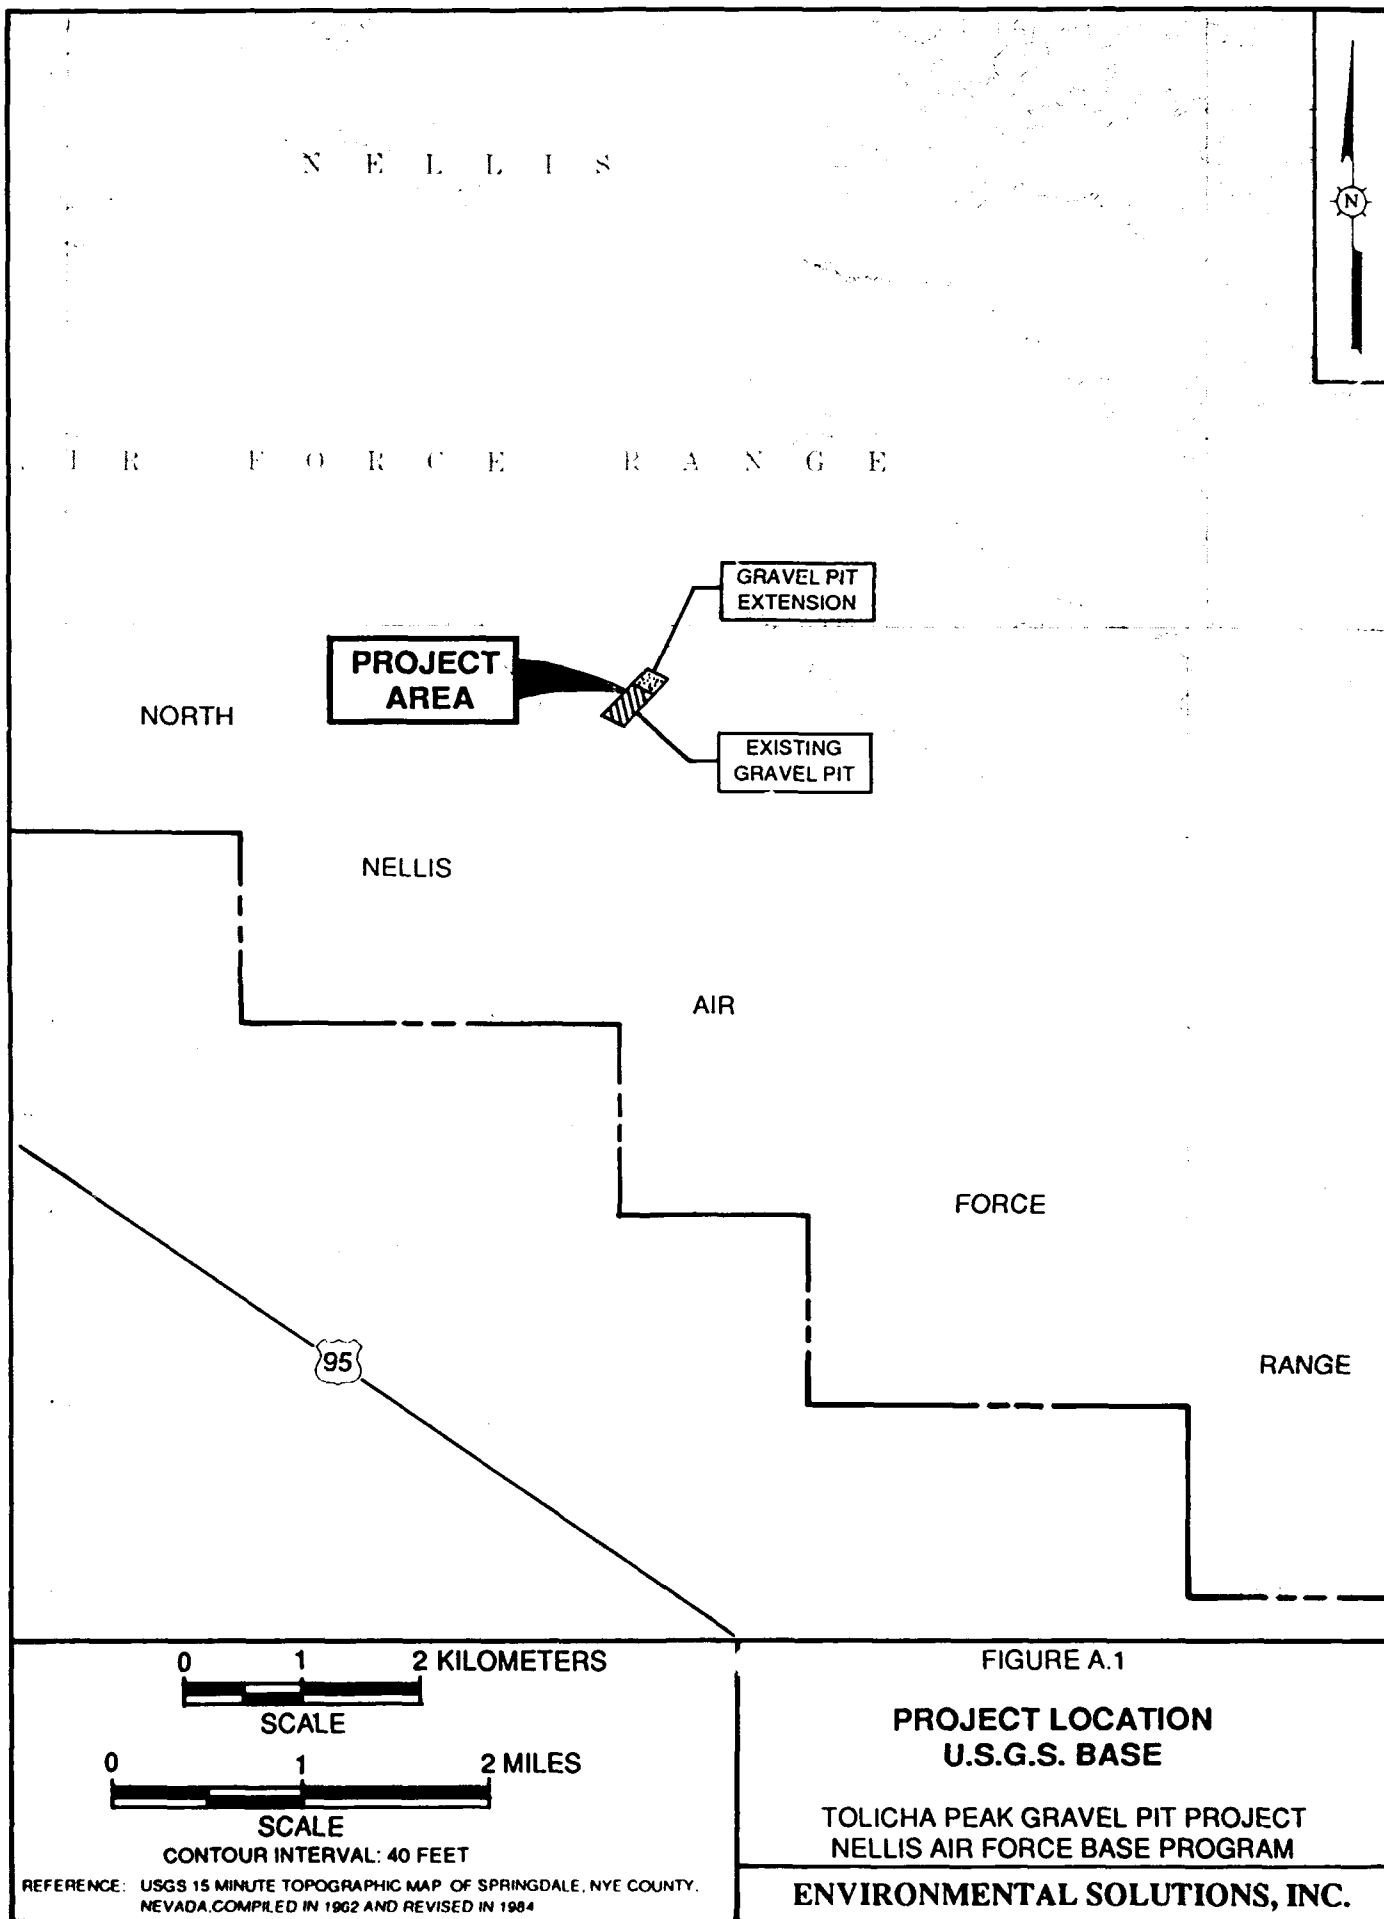 N
N E L L I S
I R F O R C E R A N G E
GRAVEL PIT
EXTENSION
PROJECT
AREA
NORTH
EXISTING
GRAVEL PIT
NELLIS
AIR
FORCE
95
RANGE
0 1 2 KILOMETERS
SCALE
0 1 2 MILES
SCALE
CONTOUR INTERVAL: 40 FEET
REFERENCE: USGS 15 MINUTE TOPOGRAPHIC MAP OF SPRINGDALE, NYE COUNTY,
NEVADA,COMPILED IN 1962 AND REVISED IN 1984
FIGURE A.1
PROJECT LOCATION
U.S.G.S. BASE
TOLICHA PEAK GRAVEL PIT PROJECT
NELLIS AIR FORCE BASE PROGRAM
ENVIRONMENTAL SOLUTIONS, INC.